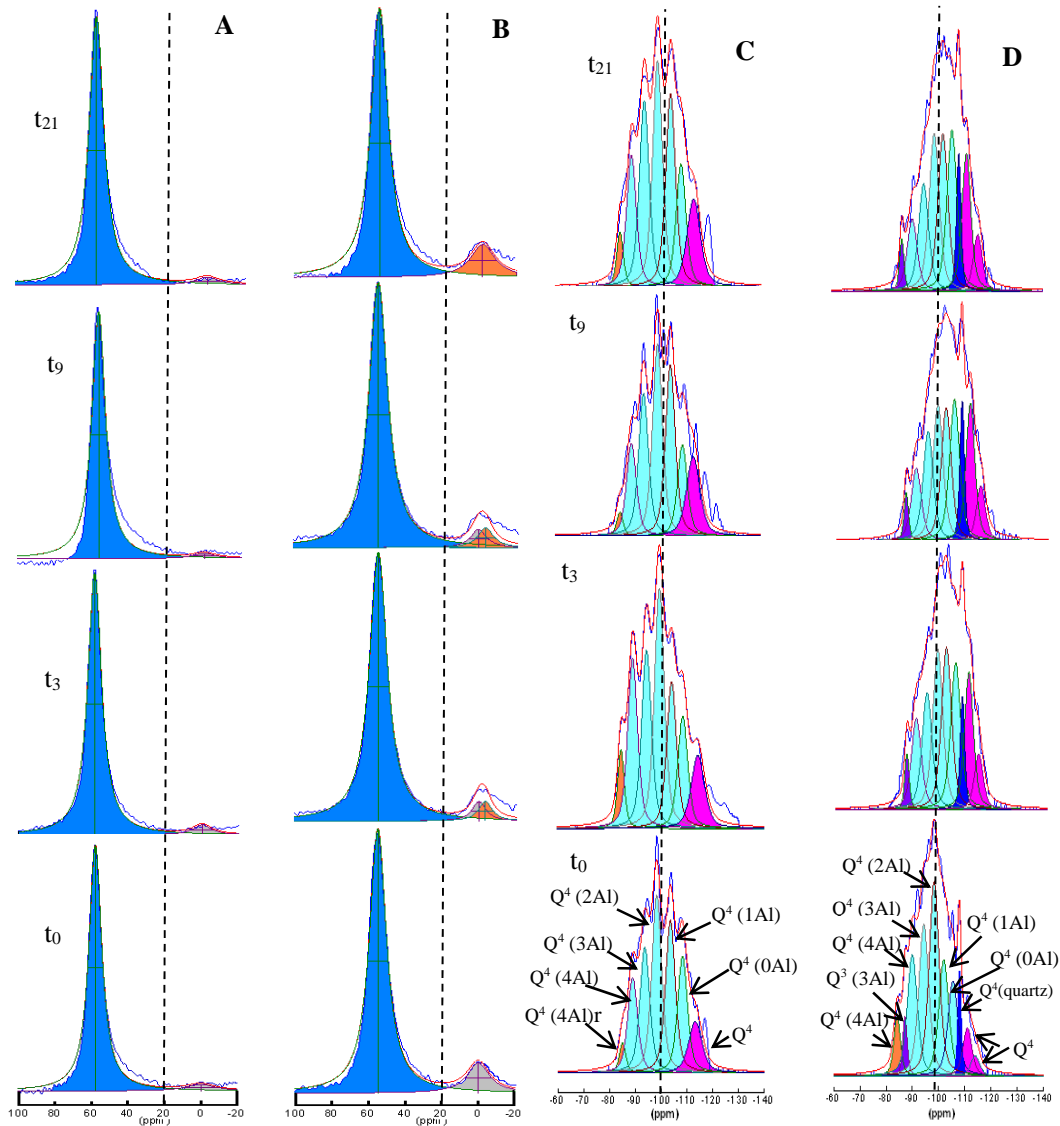 A
B
C
D
t₂₁
t₂₁
t₉
t₉
t₃
t₃
t₀
t₀
Q⁴ (2Al)
Q⁴ (3Al)
Q⁴ (4Al)
Q⁴ (4Al)r
Q⁴ (1Al)
Q⁴ (0Al)
Q⁴
Q⁴ (2Al)
O⁴ (3Al)
Q⁴ (4Al)
Q³ (3Al)
Q⁴ (4Al)
Q⁴ (1Al)
Q⁴ (0Al)
Q⁴(quartz)
Q⁴
100 80 60 40 20 0 -20
(ppm)
100 80 60 40 20 0 -20
(ppm)
-60 -70 -80 -90 -100 -110 -120 -130 -140
(ppm)
-60 -70 -80 -90 -100 -110 -120 -130 -140
(ppm)